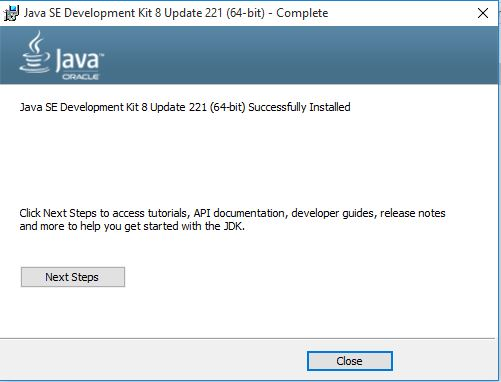 Java SE Development Kit 8 Update 221 (64-bit) - Complete
Java™
ORACLE
Java SE Development Kit 8 Update 221 (64-bit) Successfully Installed
Click Next Steps to access tutorials, API documentation, developer guides, release notes
and more to help you get started with the JDK.
Next Steps
Close